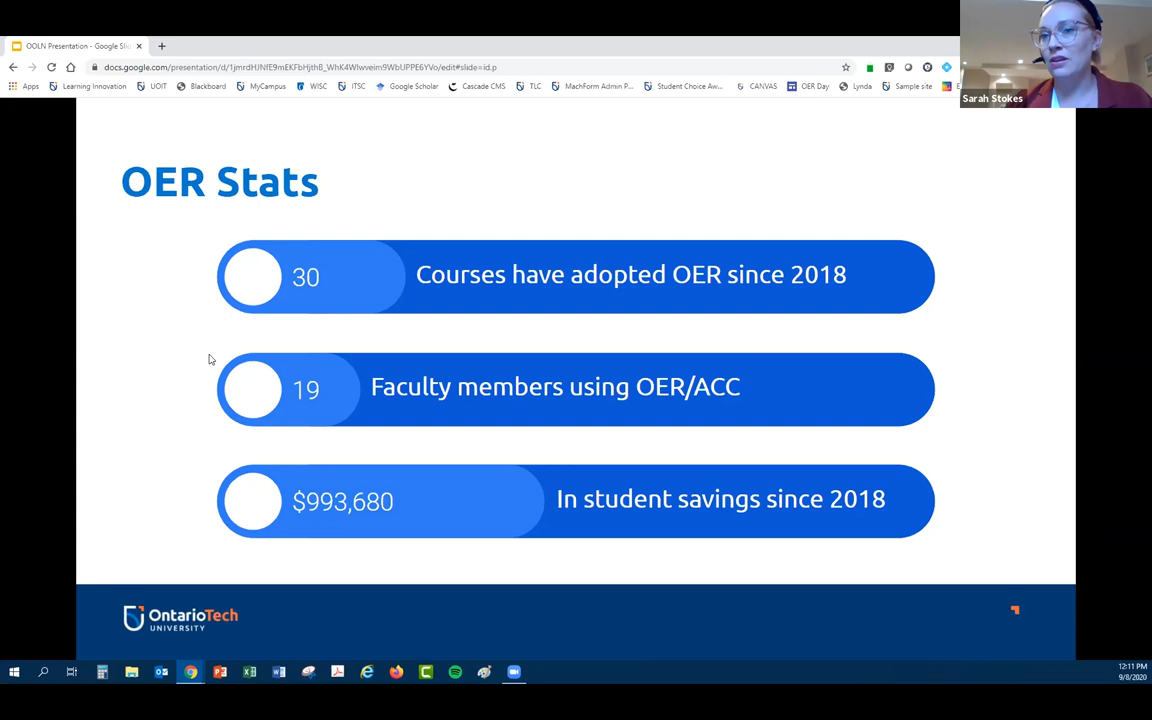 OOLN Presentation - Google Sli
docs.google.com/presentation/d/1jmrdHJNfE9mEKFbHjthB_WhK4Wlwveim9WbUPPE6YVo/edit#slide=id.p
Apps
Learning Innovation
UOIT
Blackboard
MyCampus
WISC
ITSC
Google Scholar
Cascade CMS
TLC
MachForm Admin P...
Student Choice Aw...
CANVAS
OER Day
Lynda
Sample site
Sarah Stokes
OER Stats
30
Courses have adopted OER since 2018
19
Faculty members using OER/ACC
$993,680
In student savings since 2018
OntarioTech
UNIVERSITY
12:11 PM
9/8/2020